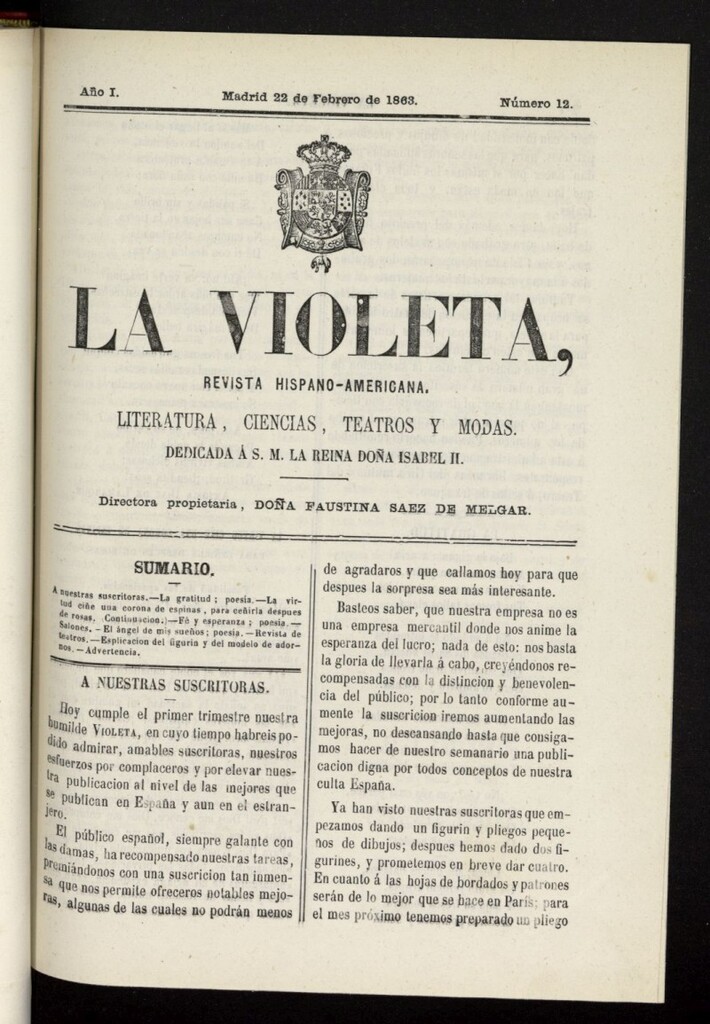 Año I.
Madrid 22 de Febrero de 1863.
Número 12.
LA VIOLETA,
REVISTA HISPANO-AMERICANA.
LITERATURA, CIENCIAS, TEATROS Y MODAS.
DEDICADA Á S. M. LA REINA DOÑA ISABEL II.
Directora propietaria, DOÑA FAUSTINA SAEZ DE MELGAR.
SUMARIO.
A nuestras suscritoras.—La gratitud; poesia.—La vir-
tud ciñe una corona de espinas, para ceñirla despues
de rosas. (Continuacion.)—Fé y esperanza; poesia.—
Salones.—El ángel de mis sueños; poesia.—Revista de
teatros.—Esplicacion del figurin y del modelo de ador-
nos.—Advertencia.
A NUESTRAS SUSCRITORAS.
Hoy cumple el primer trimestre nuestra
humilde VIOLETA, en cuyo tiempo habreis po-
dido admirar, amables suscritoras, nuestros
esfuerzos por complaceros y por elevar nues-
tra publicacion al nivel de las mejores que
se publican en España y aun en el estran-
jero.
El público español, siempre galante con
las damas, ha recompensado nuestras tareas,
premiándonos con una suscricion tan inmen-
sa que nos permite ofreceros notables mejo-
ras, algunas de las cuales no podrán menos
de agradaros y que callamos hoy para que
despues la sorpresa sea más interesante.
Basteos saber, que nuestra empresa no es
una empresa mercantil donde nos anime la
esperanza del lucro; nada de esto: nos basta
la gloria de llevarla á cabo, creyéndonos re-
compensadas con la distincion y benevolen-
cia del público; por lo tanto conforme au-
mente la suscricion iremos aumentando las
mejoras, no descansando hasta que consiga-
mos hacer de nuestro semanario una publi-
cacion digna por todos conceptos de nuestra
culta España.
Ya han visto nuestras suscritoras que em-
pezamos dando un figurin y pliegos peque-
ños de dibujos; despues hemos dado dos fi-
gurines, y prometemos en breve dar cuatro.
En cuanto á las hojas de bordados y patrones
serán de lo mejor que se hace en París; para
el mes próximo tenemos preparado un pliego